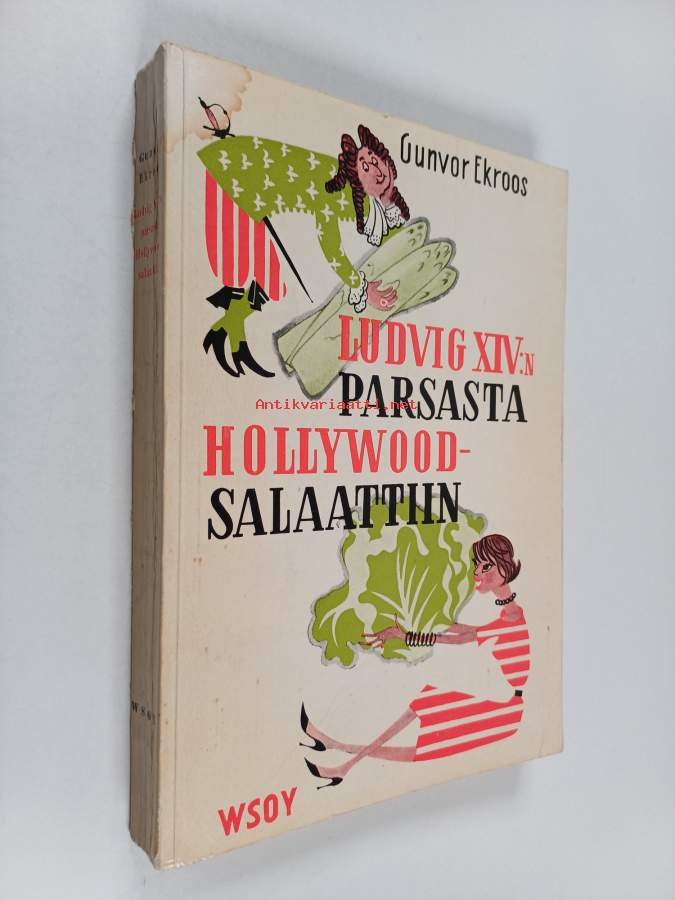 Gunvor Ekroos
LUDVIG XIV:n
PARSASTA
HOLLYWOOD-
SALAATTIIN
WSOY
Antikvariaatti.net